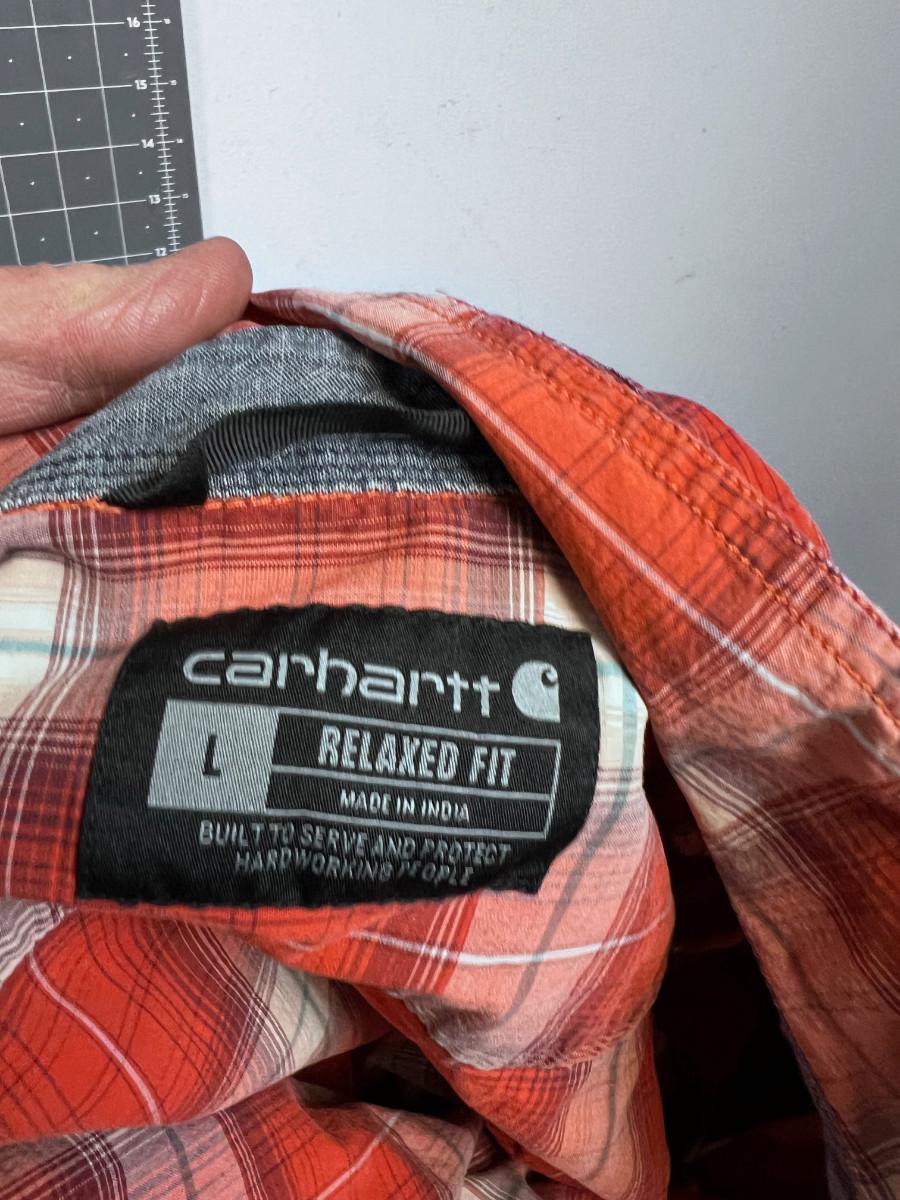 16
15
14
13
12
carhartt
L
RELAXED FIT
MADE IN INDIA
BUILT TO SERVE AND PROTECT
HARDWORKING PEOPLE